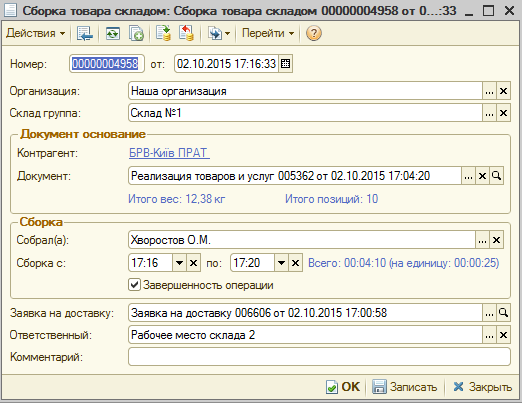 Сборка товара складом: Сборка товара складом 00000004958 от 0...:33
Действия Перейти ?
Номер: 00000004958 от: 02.10.2015 17:16:33
Организация: Наша организация ... x
Склад группа: Склад №1 ... x
Документ основание
Контрагент: БРВ-Київ ПРАТ
Документ: Реализация товаров и услуг 005362 от 02.10.2015 17:04:20 ... x
Итого вес: 12,38 кг Итого позиций: 10
Сборка
Собрал(а): Хворостов О.М. ... x
Сборка с: 17:16 x по: 17:20 x Всего: 00:04:10 (на единицу: 00:00:25)
Завершенность операции
Заявка на доставку: Заявка на доставку 006606 от 02.10.2015 17:00:58 ...
Ответственный: Рабочее место склада 2 ... x
Комментарий:
OK Записать Закрыть